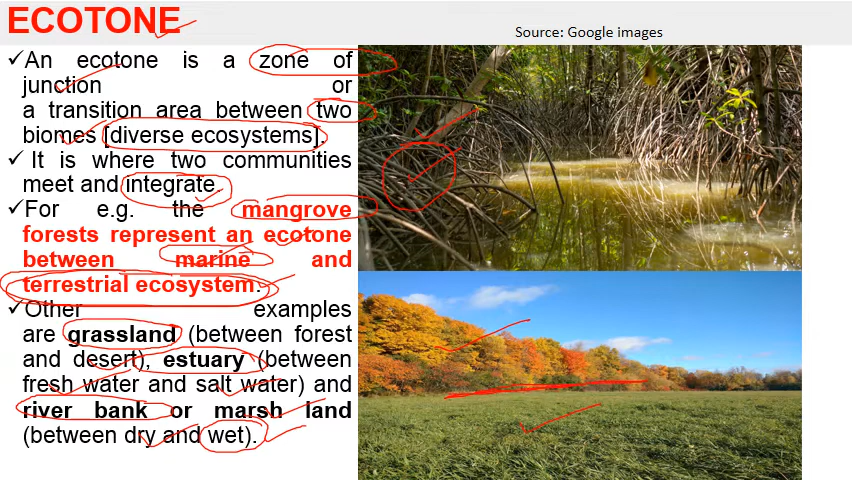 ECOTONE
Source: Google images
✓An ecotone is a zone of
junction or
a transition area between two
biomes [diverse ecosystems].
✓It is where two communities
meet and integrate.
✓For e.g. the mangrove
forests represent an ecotone
between marine and
terrestrial ecosystem.
✓Other examples
are grassland (between forest
and desert), estuary (between
fresh water and salt water) and
river bank or marsh land
(between dry and wet).